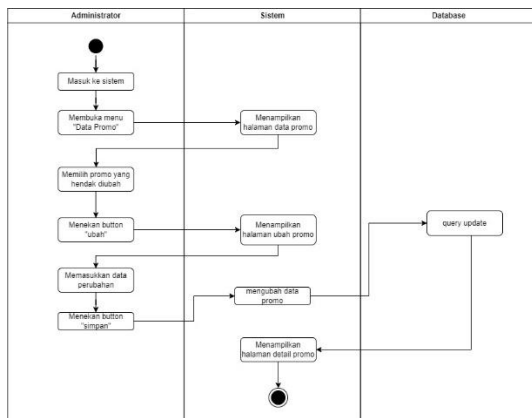 Administrator
Sistem
Database
Masuk ke sistem
Membuka menu
"Data Promo"
Menampilkan
halaman data promo
Memilih promo yang
hendak diubah
Menekan button
"ubah"
Menampilkan
halaman ubah promo
query update
Memasukkan data
perubahan
Menekan button
"simpan"
mengubah data
promo
Menampilkan
halaman detail promo